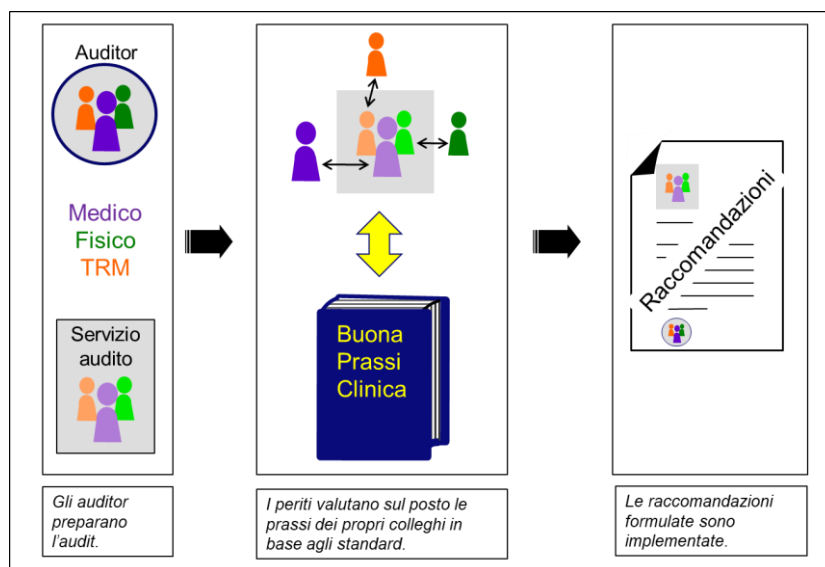 Auditor
Medico
Fisico
TRM
Servizio
audito
Gli auditor
preparano
l'audit.
Buona
Prassi
Clinica
I periti valutano sul posto le
prassi dei propri colleghi in
base agli standard.
Raccomandazioni
Le raccomandazioni
formulate sono
implementate.